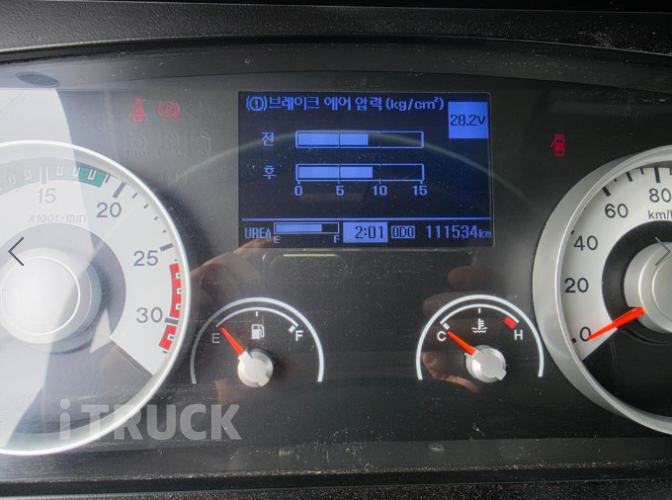 (!)브레이크 에어 압력(kg/cm²)
28.2V
전
후
0 5 10 15
UREA E F 2:01 ODO 111534km
15 20 25 30
X100r/min
E F
C H
0 20 40 60 80
km/h
iTRUCK